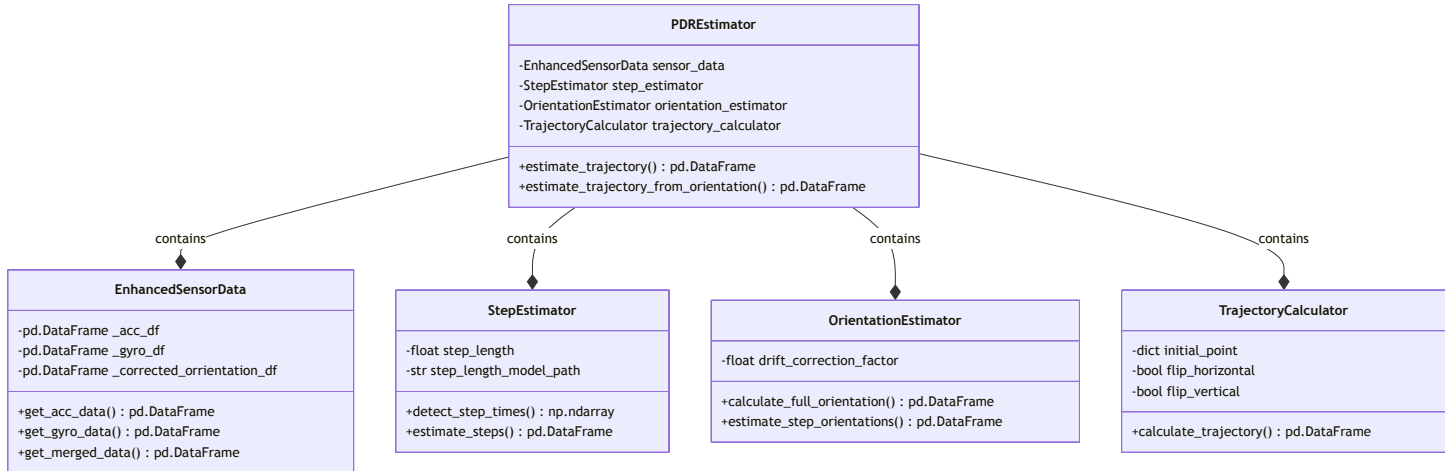 PDREstimator
-EnhancedSensorData sensor_data
-StepEstimator step_estimator
-OrientationEstimator orientation_estimator
-TrajectoryCalculator trajectory_calculator
+estimate_trajectory() : pd.DataFrame
+estimate_trajectory_from_orientation() : pd.DataFrame
contains
contains
contains
contains
EnhancedSensorData
-pd.DataFrame _acc_df
-pd.DataFrame _gyro_df
-pd.DataFrame _corrected_orrientation_df
+get_acc_data() : pd.DataFrame
+get_gyro_data() : pd.DataFrame
+get_merged_data() : pd.DataFrame
StepEstimator
-float step_length
-str step_length_model_path
+detect_step_times() : np.ndarray
+estimate_steps() : pd.DataFrame
OrientationEstimator
-float drift_correction_factor
+calculate_full_orientation() : pd.DataFrame
+estimate_step_orientations() : pd.DataFrame
TrajectoryCalculator
-dict initial_point
-bool flip_horizontal
-bool flip_vertical
+calculate_trajectory() : pd.DataFrame